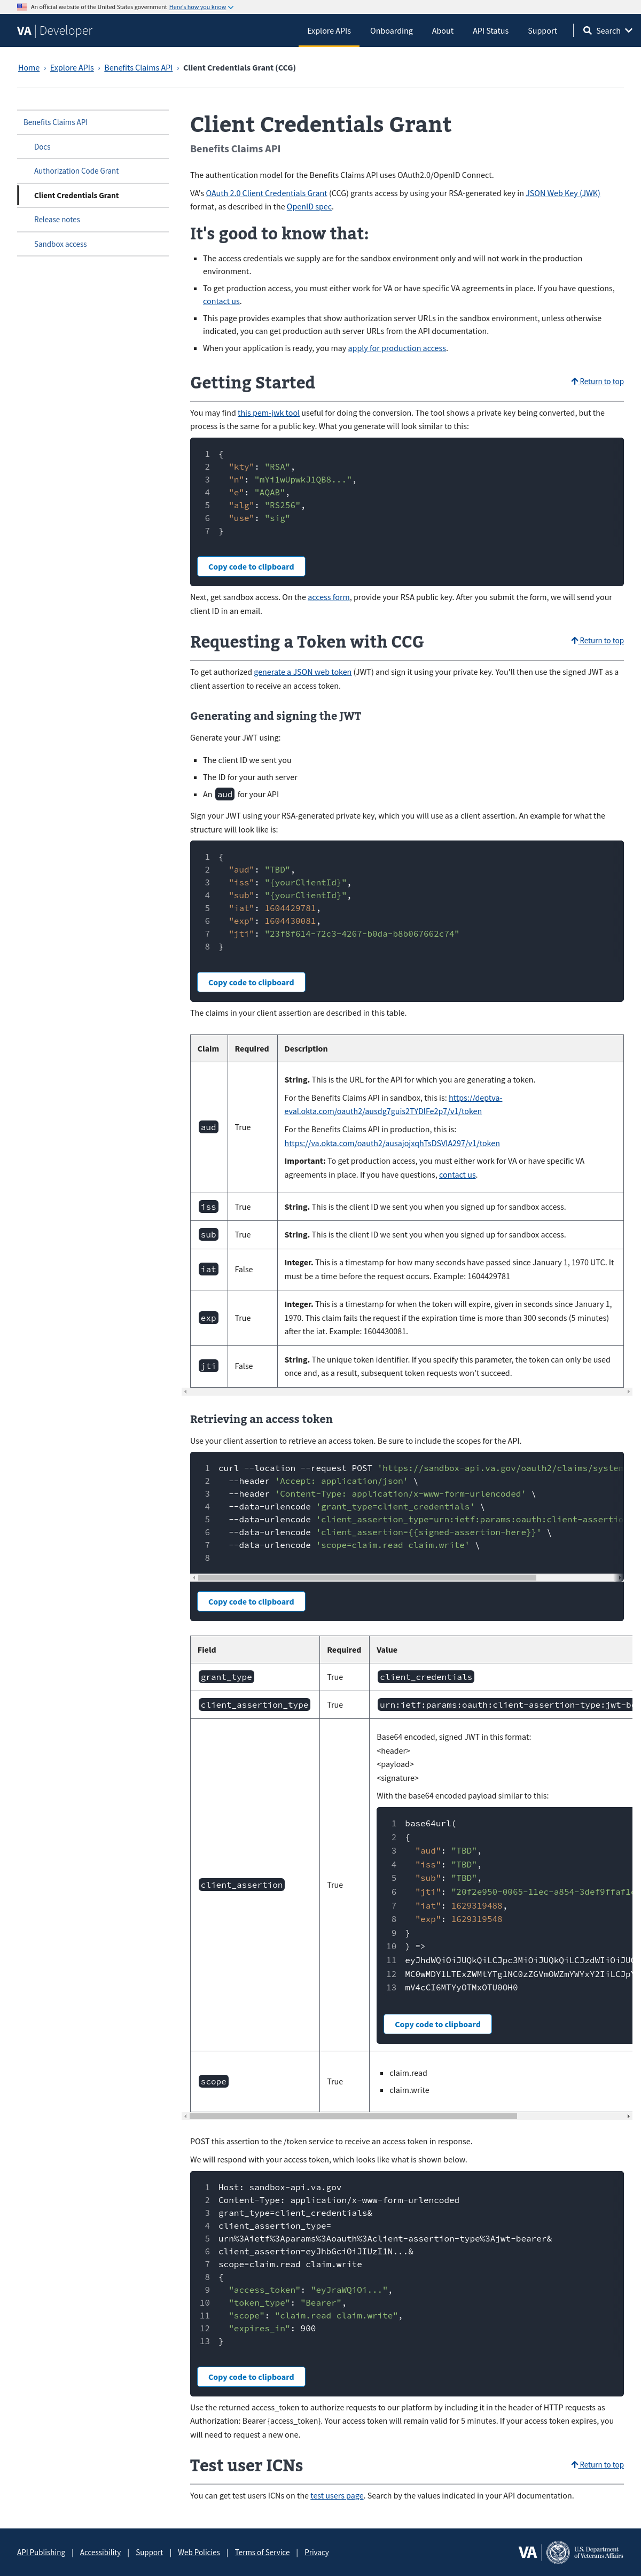 An official website of the United States government Here's how you know
VA | Developer
Explore APIs
Onboarding
About
API Status
Support
Search
Home › Explore APIs › Benefits Claims API › Client Credentials Grant (CCG)
Benefits Claims API
Docs
Authorization Code Grant
Client Credentials Grant
Release notes
Sandbox access
Client Credentials Grant
Benefits Claims API
The authentication model for the Benefits Claims API uses OAuth2.0/OpenID Connect.
VA's OAuth 2.0 Client Credentials Grant (CCG) grants access by using your RSA-generated key in JSON Web Key (JWK)
format, as described in the OpenID spec.
It's good to know that:
The access credentials we supply are for the sandbox environment only and will not work in the production
environment.
To get production access, you must either work for VA or have specific VA agreements in place. If you have questions,
contact us.
This page provides examples that show authorization server URLs in the sandbox environment, unless otherwise
indicated, you can get production auth server URLs from the API documentation.
When your application is ready, you may apply for production access.
Getting Started
Return to top
You may find this pem-jwk tool useful for doing the conversion. The tool shows a private key being converted, but the
process is the same for a public key. What you generate will look similar to this:
1 {
2 "kty": "RSA",
3 "n": "mYi1wUpwkJ1QB8...",
4 "e": "AQAB",
5 "alg": "RS256",
6 "use": "sig"
7 }
Copy code to clipboard
Next, get sandbox access. On the access form, provide your RSA public key. After you submit the form, we will send your
client ID in an email.
Requesting a Token with CCG
Return to top
To get authorized generate a JSON web token (JWT) and sign it using your private key. You'll then use the signed JWT as a
client assertion to receive an access token.
Generating and signing the JWT
Generate your JWT using:
The client ID we sent you
The ID for your auth server
An aud for your API
Sign your JWT using your RSA-generated private key, which you will use as a client assertion. An example for what the
structure will look like is:
1 {
2 "aud": "TBD",
3 "iss": "{yourClientId}",
4 "sub": "{yourClientId}",
5 "iat": 1604429781,
6 "exp": 1604430081,
7 "jti": "23f8f614-72c3-4267-b0da-b8b067662c74"
8 }
Copy code to clipboard
The claims in your client assertion are described in this table.
Claim Required Description
aud True
String. This is the URL for the API for which you are generating a token.
For the Benefits Claims API in sandbox, this is: https://deptva-
eval.okta.com/oauth2/ausdg7guis2TYDlFe2p7/v1/token
For the Benefits Claims API in production, this is:
https://va.okta.com/oauth2/ausajojxqhTsDSVlA297/v1/token
Important: To get production access, you must either work for VA or have specific VA
agreements in place. If you have questions, contact us.
iss True String. This is the client ID we sent you when you signed up for sandbox access.
sub True String. This is the client ID we sent you when you signed up for sandbox access.
iat False Integer. This is a timestamp for how many seconds have passed since January 1, 1970 UTC. It
must be a time before the request occurs. Example: 1604429781
exp True Integer. This is a timestamp for when the token will expire, given in seconds since January 1,
1970. This claim fails the request if the expiration time is more than 300 seconds (5 minutes)
after the iat. Example: 1604430081.
jti False String. The unique token identifier. If you specify this parameter, the token can only be used
once and, as a result, subsequent token requests won't succeed.
Retrieving an access token
Use your client assertion to retrieve an access token. Be sure to include the scopes for the API.
1 curl --location --request POST 'https://sandbox-api.va.gov/oauth2/claims/system
2 --header 'Accept: application/json' \
3 --header 'Content-Type: application/x-www-form-urlencoded' \
4 --data-urlencode 'grant_type=client_credentials' \
5 --data-urlencode 'client_assertion_type=urn:ietf:params:oauth:client-assertio
6 --data-urlencode 'client_assertion={{signed-assertion-here}}' \
7 --data-urlencode 'scope=claim.read claim.write' \
8
Copy code to clipboard
Field Required Value
grant_type True client_credentials
client_assertion_type True urn:ietf:params:oauth:client-assertion-type:jwt-be
client_assertion True
Base64 encoded, signed JWT in this format:
<header>
<payload>
<signature>
With the base64 encoded payload similar to this:
1 base64url(
2 {
3 "aud": "TBD",
4 "iss": "TBD",
5 "sub": "TBD",
6 "jti": "20f2e950-0065-11ec-a854-3def9ffaf1
7 "iat": 1629319488,
8 "exp": 1629319548
9 }
10 ) =>
11 eyJhdWQiOiJUQkQiLCJpc3MiOiJUQkQiLCJzdWIiOiJU
12 MC0wMDY1LTExZWMtYTg1NC0zZGVmOWZmYWYxY2IiLCJp
13 mV4cCI6MTYyOTMxOTU0OH0
Copy code to clipboard
scope True
claim.read
claim.write
POST this assertion to the /token service to receive an access token in response.
We will respond with your access token, which looks like what is shown below.
1 Host: sandbox-api.va.gov
2 Content-Type: application/x-www-form-urlencoded
3 grant_type=client_credentials&
4 client_assertion_type=
5 urn%3Aietf%3Aparams%3Aoauth%3Aclient-assertion-type%3Ajwt-bearer&
6 client_assertion=eyJhbGciOiJIUzI1N...&
7 scope=claim.read claim.write
8 {
9 "access_token": "eyJraWQiOi...",
10 "token_type": "Bearer",
11 "scope": "claim.read claim.write",
12 "expires_in": 900
13 }
Copy code to clipboard
Use the returned access_token to authorize requests to our platform by including it in the header of HTTP requests as
Authorization: Bearer {access_token}. Your access token will remain valid for 5 minutes. If your access token expires, you
will need to request a new one.
Test user ICNs
Return to top
You can get test users ICNs on the test users page. Search by the values indicated in your API documentation.
API Publishing | Accessibility | Support | Web Policies | Terms of Service | Privacy
VA
U.S. Department
of Veterans Affairs